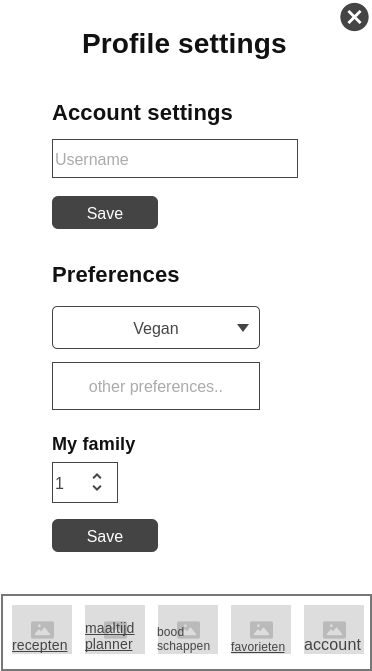 Profile settings
Account settings
Username
Save
Preferences
Vegan
other preferences..
My family
1
Save
recepten
maaltijd
planner
bood
schappen
favorieten
account